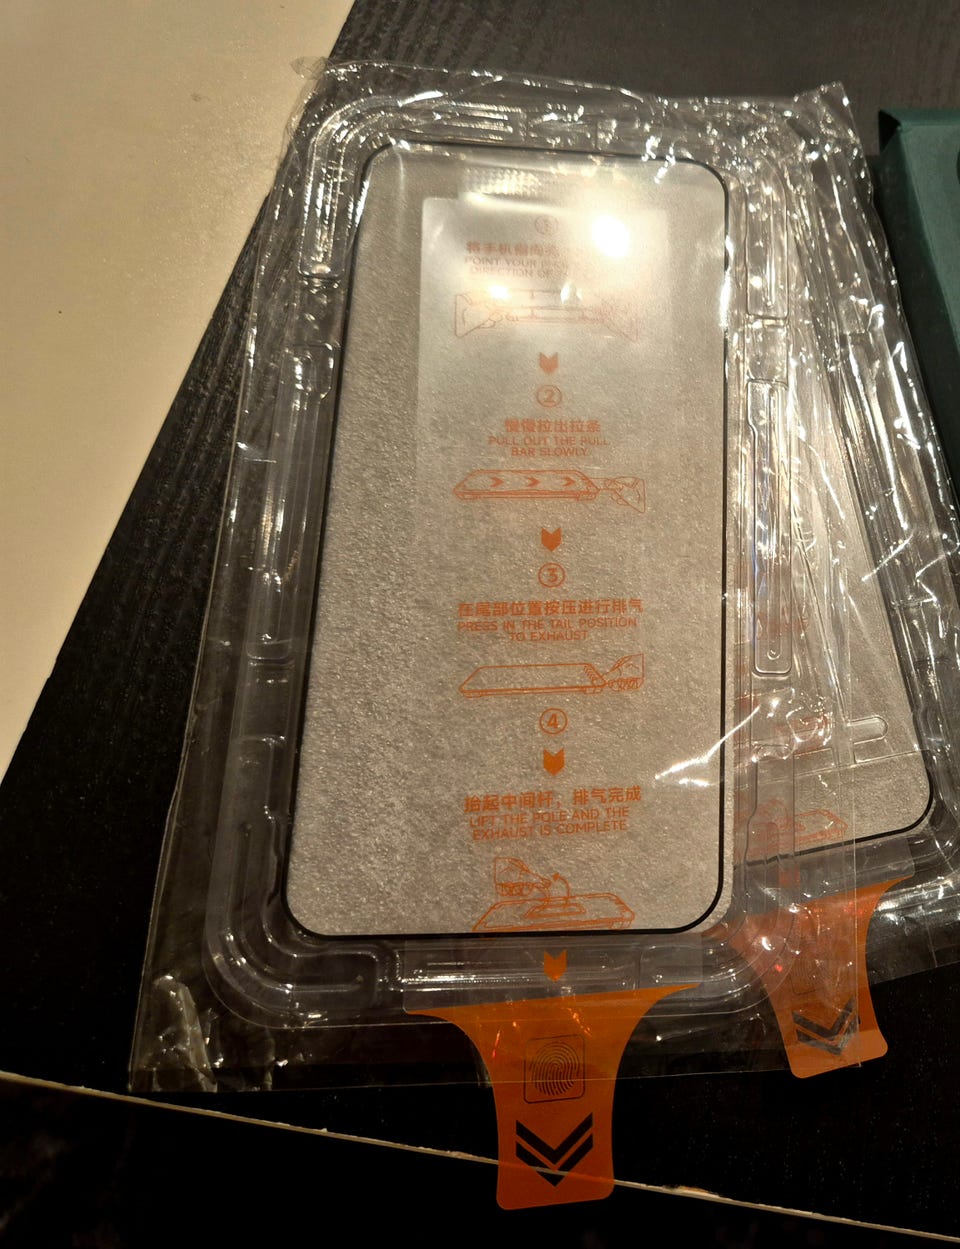 ①
将手机朝向
POINT YOUR
DIRECTION OF
②
慢慢拉出拉条
PULL OUT THE PULL
BAR SLOWLY
③
在尾部位置按压进行排气
PRESS IN THE TAIL POSITION
TO EXHAUST
④
抬起中间杆，排气完成
LIFT THE POLE AND THE
EXHAUST IS COMPLETE